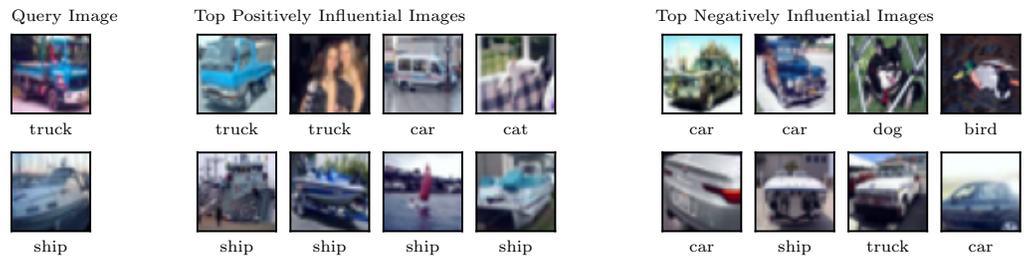 Query Image Top Positively Influential Images Top Negatively Influential Images
truck truck truck car cat car car dog bird
ship ship ship ship ship car ship truck car